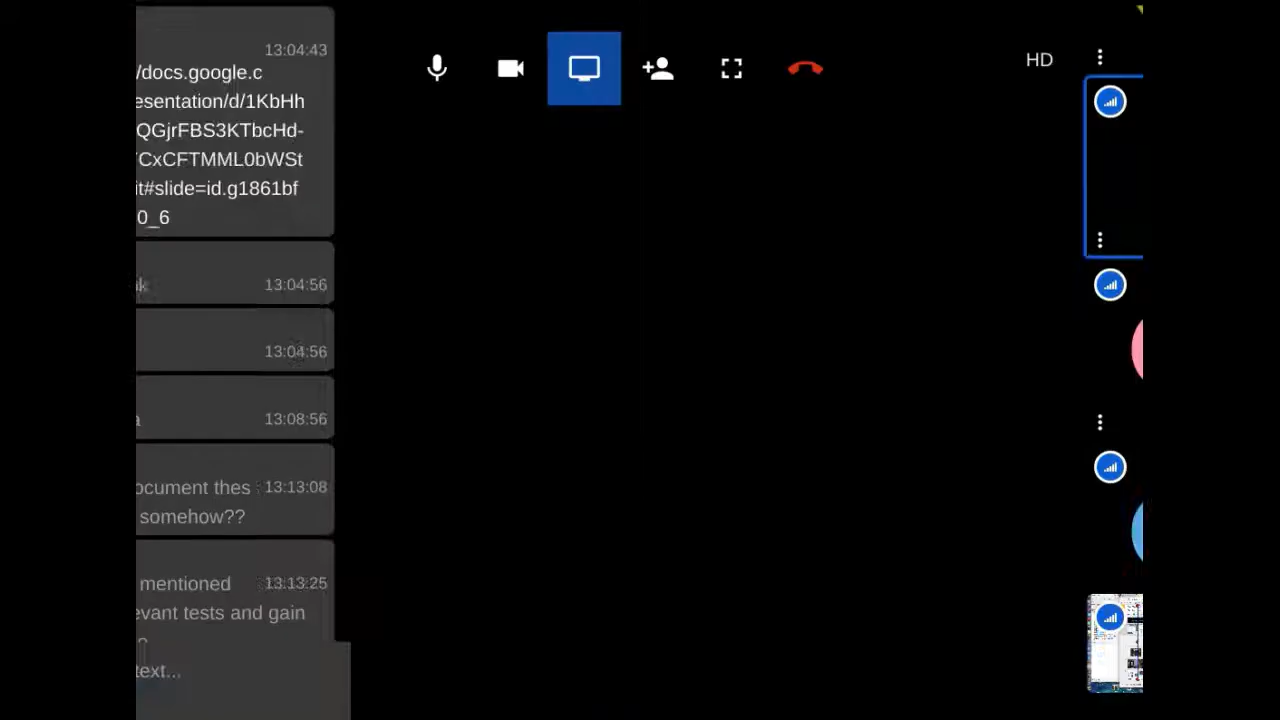 13:04:43
/docs.google.c
esentation/d/1KbHh
QGjrFBS3KTbcHd-
CxCFTMML0bWSt
it#slide=id.g1861bf
0_6
k 13:04:56
13:04:56
a 13:08:56
ocument thes 13:13:08
somehow??
mentioned 13:13:25
evant tests and gain
?
text...
HD